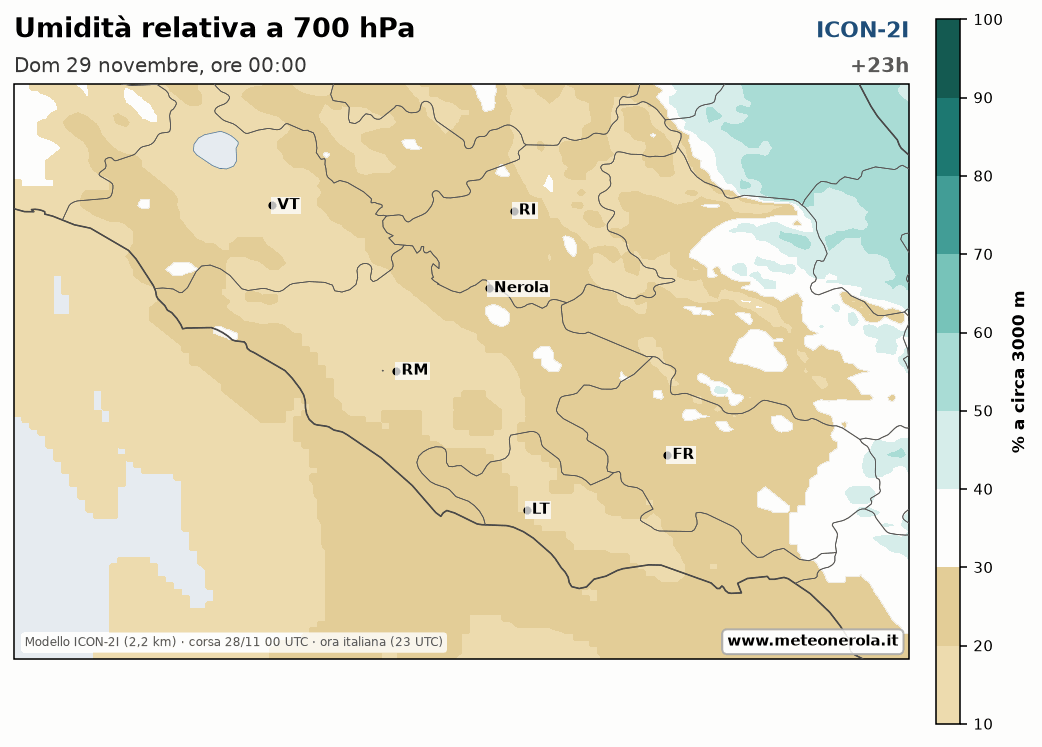 Umidità relativa a 700 hPa
ICON-2I
Dom 29 novembre, ore 00:00
+23h
VT
RI
Nerola
RM
FR
LT
Modello ICON-2I (2,2 km) · corsa 28/11 00 UTC · ora italiana (23 UTC)
www.meteonerola.it
100
90
80
70
60
50
40
30
20
10
% a circa 3000 m